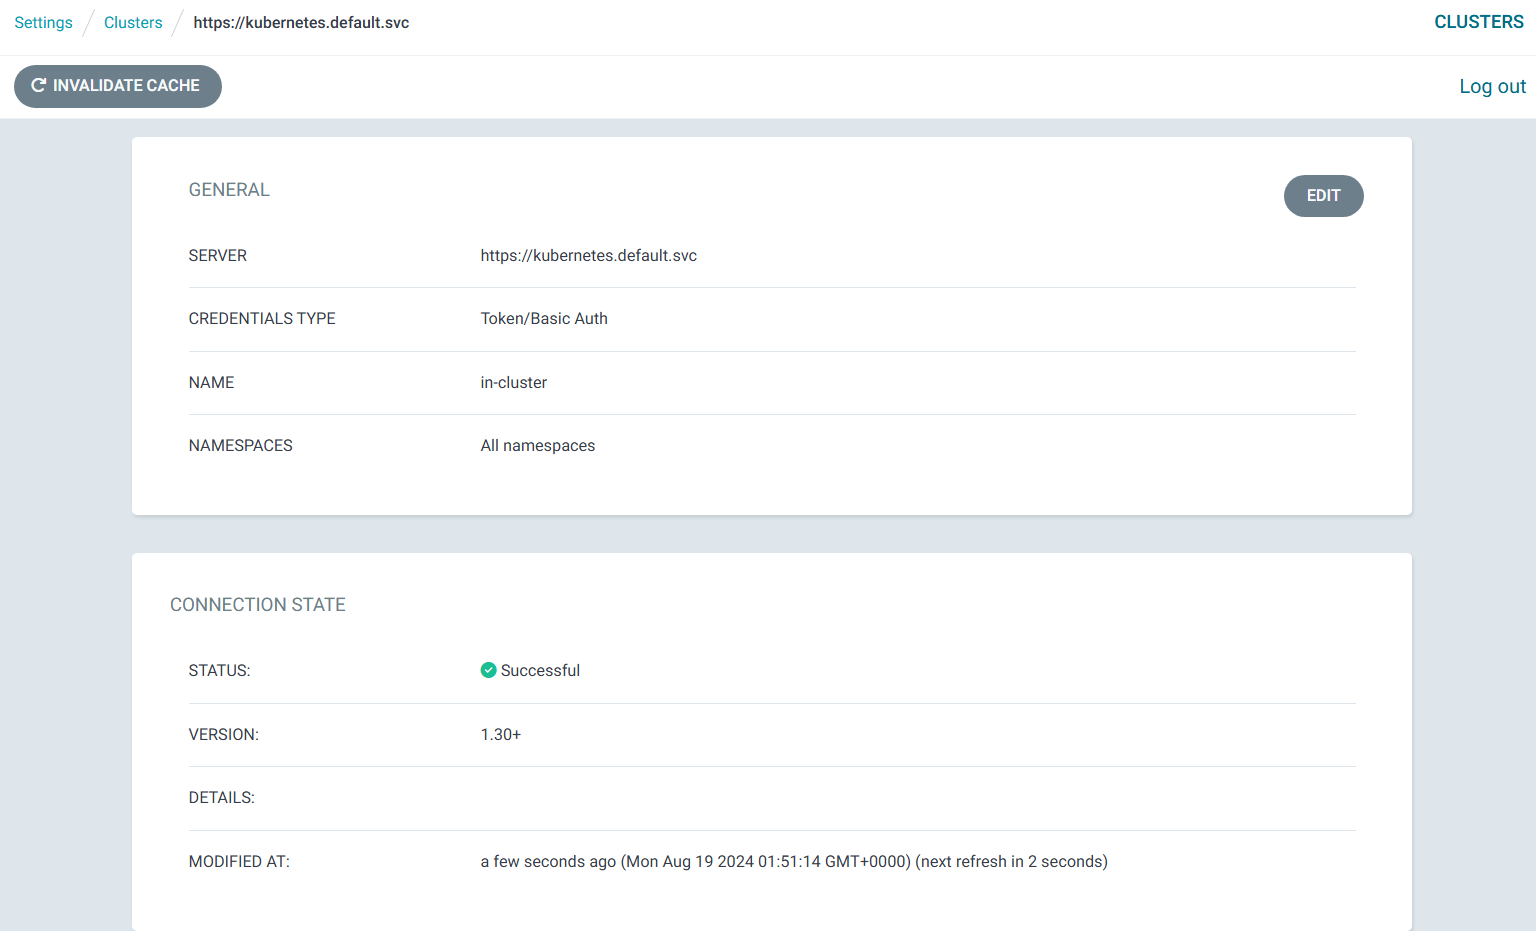 Settings / Clusters / https://kubernetes.default.svc CLUSTERS
INVALIDATE CACHE Log out
GENERAL EDIT
SERVER https://kubernetes.default.svc
CREDENTIALS TYPE Token/Basic Auth
NAME in-cluster
NAMESPACES All namespaces
CONNECTION STATE
STATUS: Successful
VERSION: 1.30+
DETAILS:
MODIFIED AT: a few seconds ago (Mon Aug 19 2024 01:51:14 GMT+0000) (next refresh in 2 seconds)